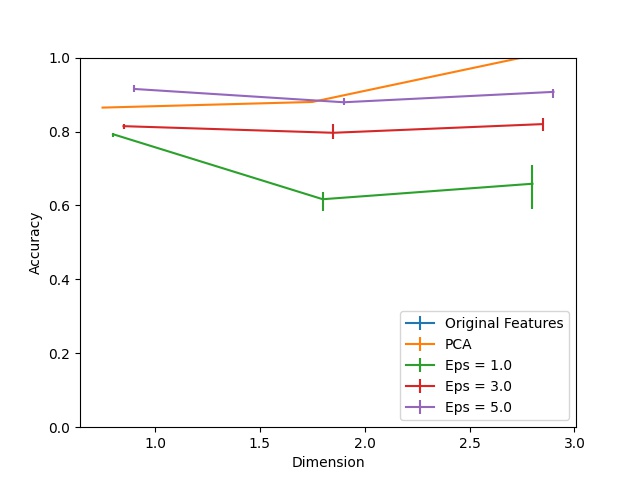 1.0
0.8
0.6
0.4
0.2
0.0
Accuracy
Original Features
PCA
Eps = 1.0
Eps = 3.0
Eps = 5.0
1.0 1.5 2.0 2.5 3.0
Dimension